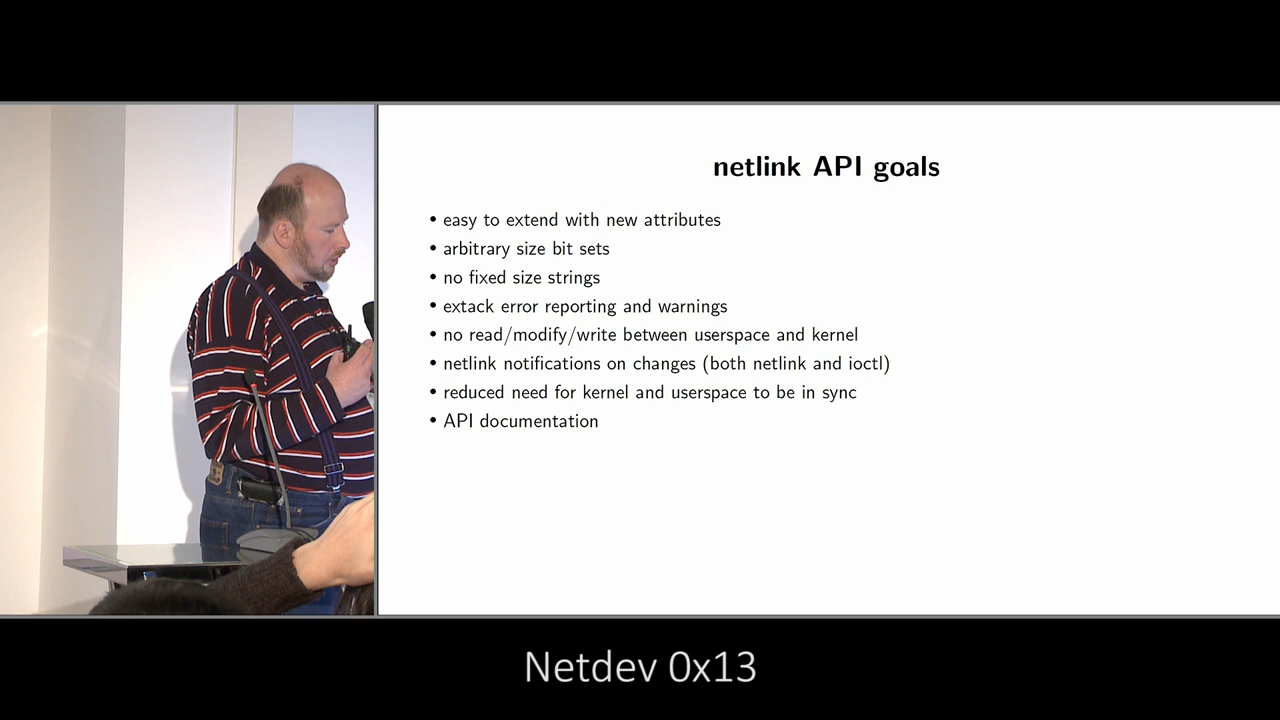 netlink API goals
• easy to extend with new attributes
• arbitrary size bit sets
• no fixed size strings
• extack error reporting and warnings
• no read/modify/write between userspace and kernel
• netlink notifications on changes (both netlink and ioctl)
• reduced need for kernel and userspace to be in sync
• API documentation
Netdev 0x13